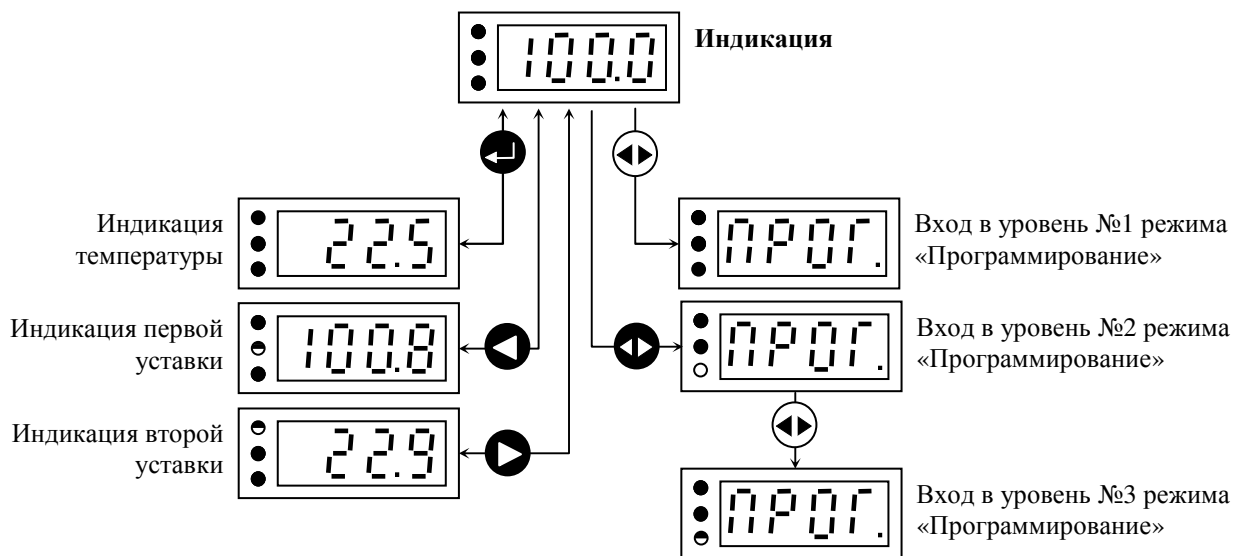 100.0
Индикация
Индикация
температуры
22.5
ПРОГ.
Вход в уровень №1 режима
«Программирование»
Индикация первой
уставки
100.8
ПРОГ.
Вход в уровень №2 режима
«Программирование»
Индикация второй
уставки
22.9
ПРОГ.
Вход в уровень №3 режима
«Программирование»